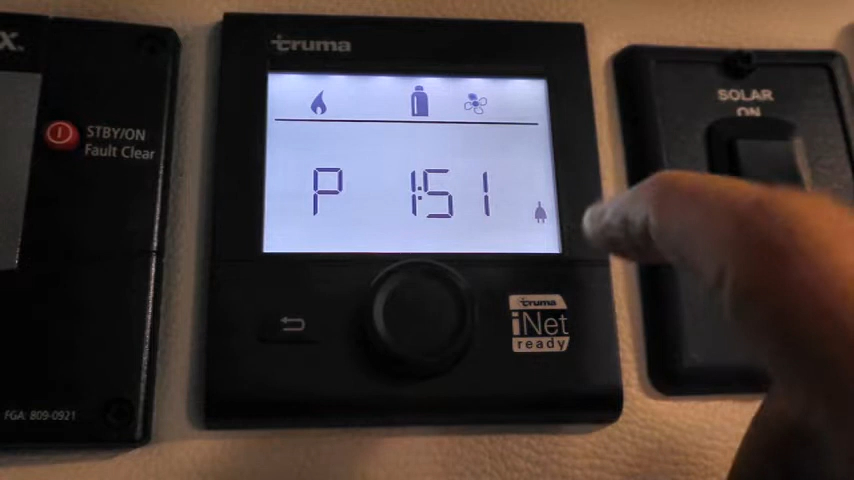 x.
STBY/ON
Fault Clear
FGA: 809-0921
truma
P 1:51
truma
iNet
ready
SOLAR
ON